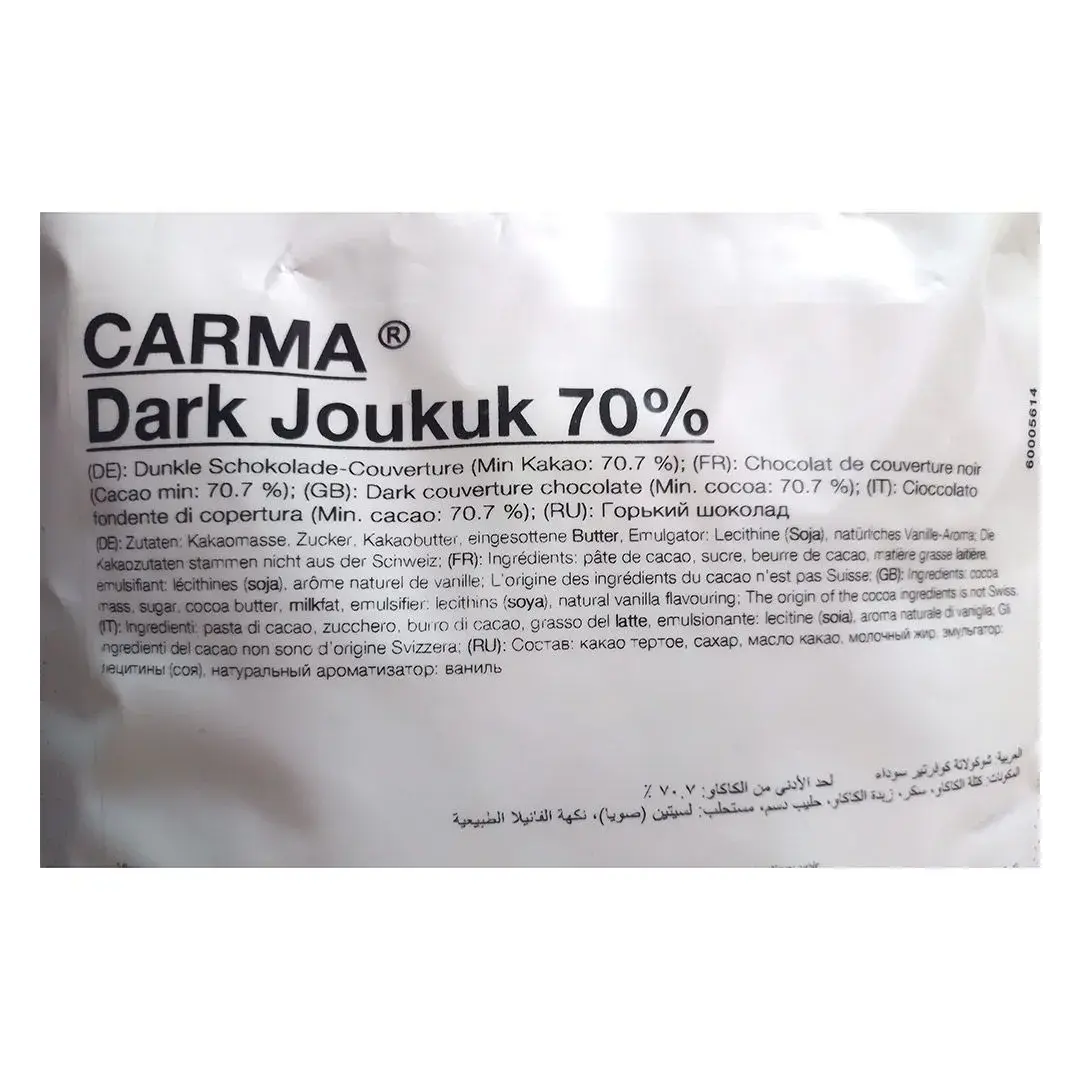 CARMA®
Dark Joukuk 70%
(DE): Dunkle Schokolade-Couverture (Min Kakao: 70.7 %); (FR): Chocolat de couverture noir
(Cacao min: 70.7 %); (GB): Dark couverture chocolate (Min. cocoa: 70.7 %); (IT): Cioccolato
fondente di copertura (Min. cacao: 70.7 %); (RU): Горький шоколад
(DE): Zutaten: Kakaomasse, Zucker, Kakaobutter, eingesottene Butter, Emulgator: Lecithine (Soja), natürliches Vanille-Aroma; Die
Kakaozutaten stammen nicht aus der Schweiz; (FR): Ingrédients: pâte de cacao, sucre, beurre de cacao, matière grasse laitière,
emulsifiant: lécithines (soja), arôme naturel de vanille; L'origine des ingrédients du cacao n'est pas Suisse; (GB): Ingredients: cocoa
mass, sugar, cocoa butter, milkfat, emulsifier: lecithins (soya), natural vanilla flavouring; The origin of the cocoa ingredients is not Swiss.
(IT): Ingredienti: pasta di cacao, zucchero, burro di cacao, grasso del latte, emulsionante: lecitine (soia), aroma naturale di vaniglia; Gli
ingredienti del cacao non sono d'origine Svizzera; (RU): Состав: какао тертое, сахар, масло какао, молочный жир, эмульгатор:
лецитины (соя), натуральный ароматизатор: ваниль
العربية شوكولاتة كوفرتير سوداء لحد الأدنى من الكاكاو: ٧٠.٧ ٪
المكونات: كتلة الكاكاو، سكر، زبدة الكاكاو، حليب دسم، مستحلب: لسيتين (صويا)، نكهة الفانيلا الطبيعية
60005614